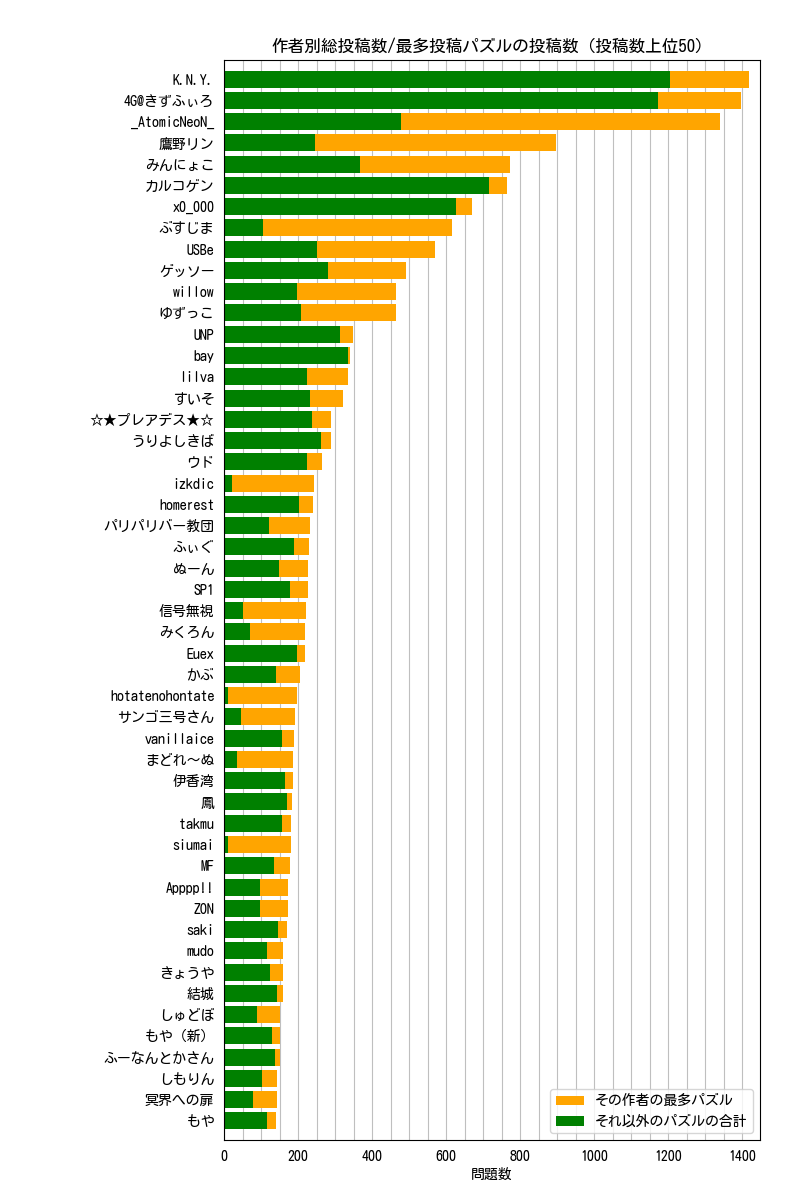 作者別総投稿数/最多投稿パズルの投稿数 (投稿数上位50)
K.N.Y.
4G@きずふぃろ
_AtomicNeoN_
鷹野リン
みんにょこ
カルコゲン
x0_000
ぶすじま
USBe
ゲッソー
willow
ゆずっこ
UNP
bay
lilva
すいそ
☆★プレアデス★☆
うりよしきば
ウド
izkdic
homerest
パリパリバー教団
ふぃぐ
ぬーん
SP1
信号無視
みくろん
Euex
かぶ
hotatenohontate
サンゴ三号さん
vanillaice
まどれ～ぬ
伊香湾
鳳
takmu
siumai
MF
Appppll
ZON
saki
mudo
きょうや
結城
しゅどぼ
もや (新)
ふーなんとかさん
しもりん
冥界への扉
もや
その作者の最多パズル
それ以外のパズルの合計
0 200 400 600 800 1000 1200 1400
問題数